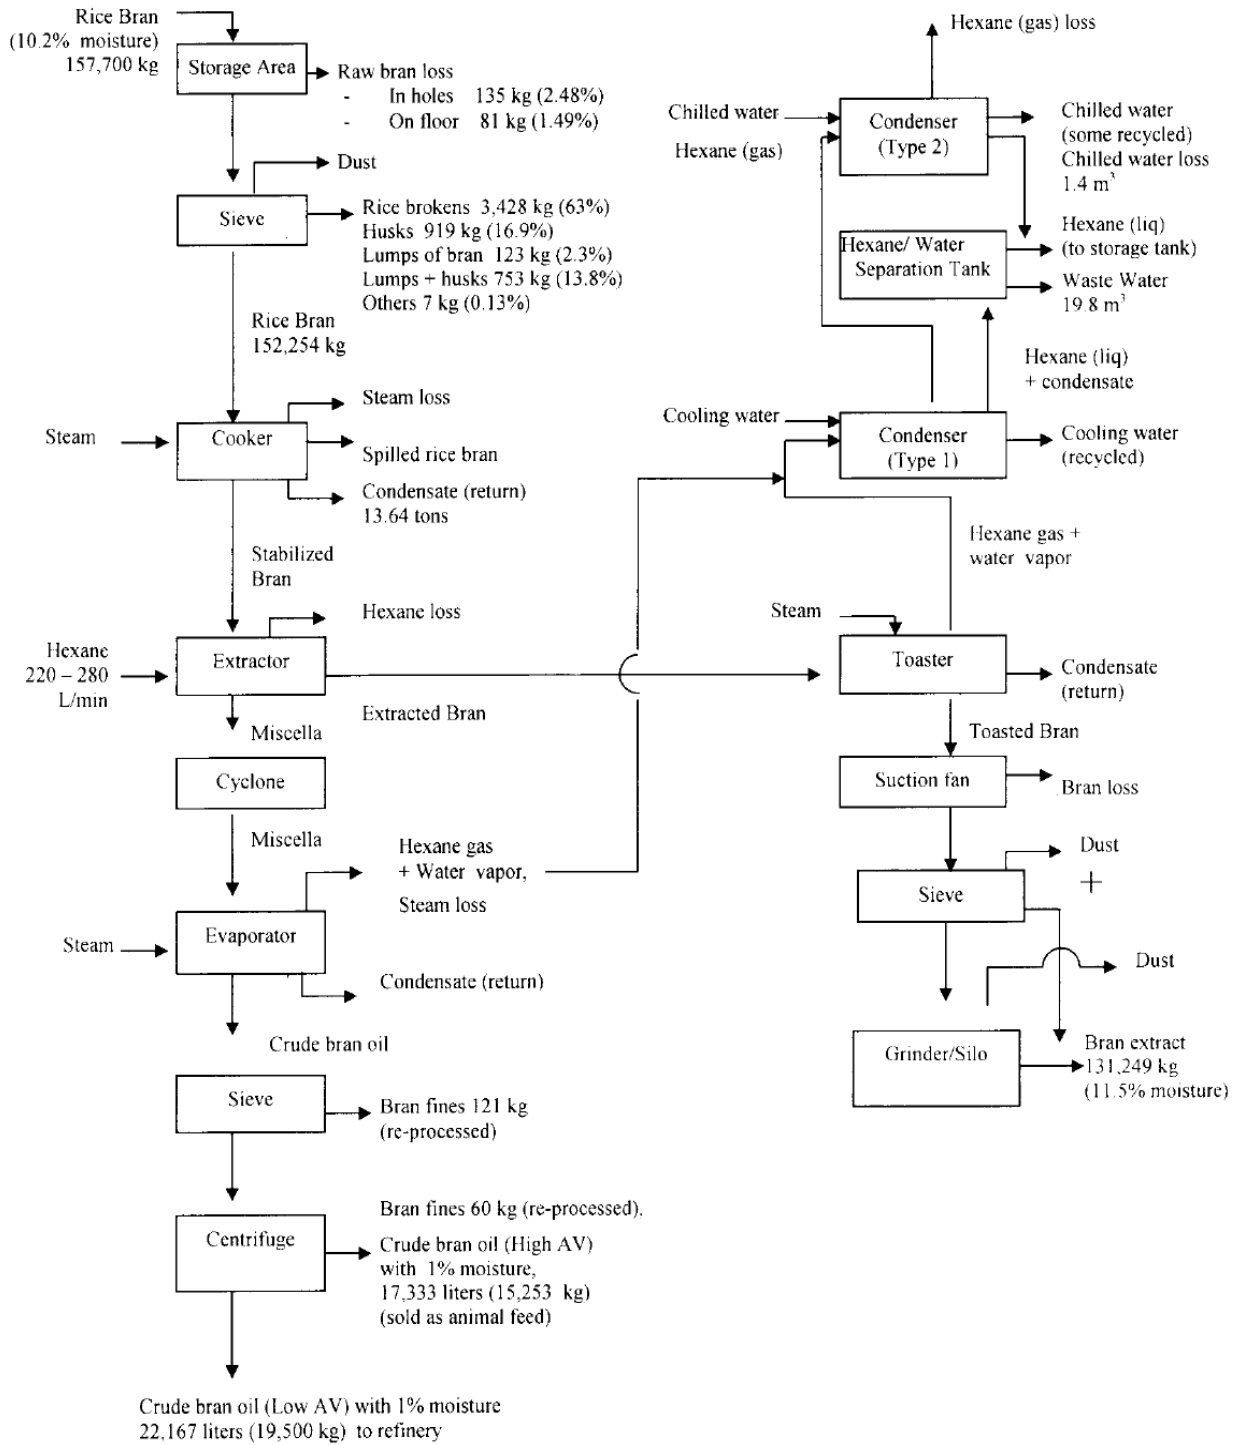 Rice Bran
(10.2% moisture)
157,700 kg
Storage Area
Raw bran loss
- In holes 135 kg (2.48%)
- On floor 81 kg (1.49%)
Dust
Sieve
Rice brokens 3,428 kg (63%)
Husks 919 kg (16.9%)
Lumps of bran 123 kg (2.3%)
Lumps + husks 753 kg (13.8%)
Others 7 kg (0.13%)
Rice Bran
152,254 kg
Steam loss
Steam
Cooker
Spilled rice bran
Condensate (return)
13.64 tons
Stabilized
Bran
Hexane loss
Hexane
220 – 280
L/min
Extractor
Extracted Bran
Miscella
Cyclone
Miscella
Hexane gas
+ Water vapor,
Steam loss
Steam
Evaporator
Condensate (return)
Crude bran oil
Sieve
Bran fines 121 kg
(re-processed)
Centrifuge
Bran fines 60 kg (re-processed),
Crude bran oil (High AV)
with 1% moisture,
17,333 liters (15,253 kg)
(sold as animal feed)
Crude bran oil (Low AV) with 1% moisture
22,167 liters (19,500 kg) to refinery
Hexane (gas) loss
Chilled water
Hexane (gas)
Condenser
(Type 2)
Chilled water
(some recycled)
Chilled water loss
1.4 m³
Hexane/ Water
Separation Tank
Hexane (liq)
(to storage tank)
Waste Water
19.8 m³
Hexane (liq)
+ condensate
Cooling water
Condenser
(Type 1)
Cooling water
(recycled)
Hexane gas +
water vapor
Steam
Toaster
Condensate
(return)
Toasted Bran
Suction fan
Bran loss
Dust
+
Sieve
Dust
Grinder/Silo
Bran extract
131,249 kg
(11.5% moisture)